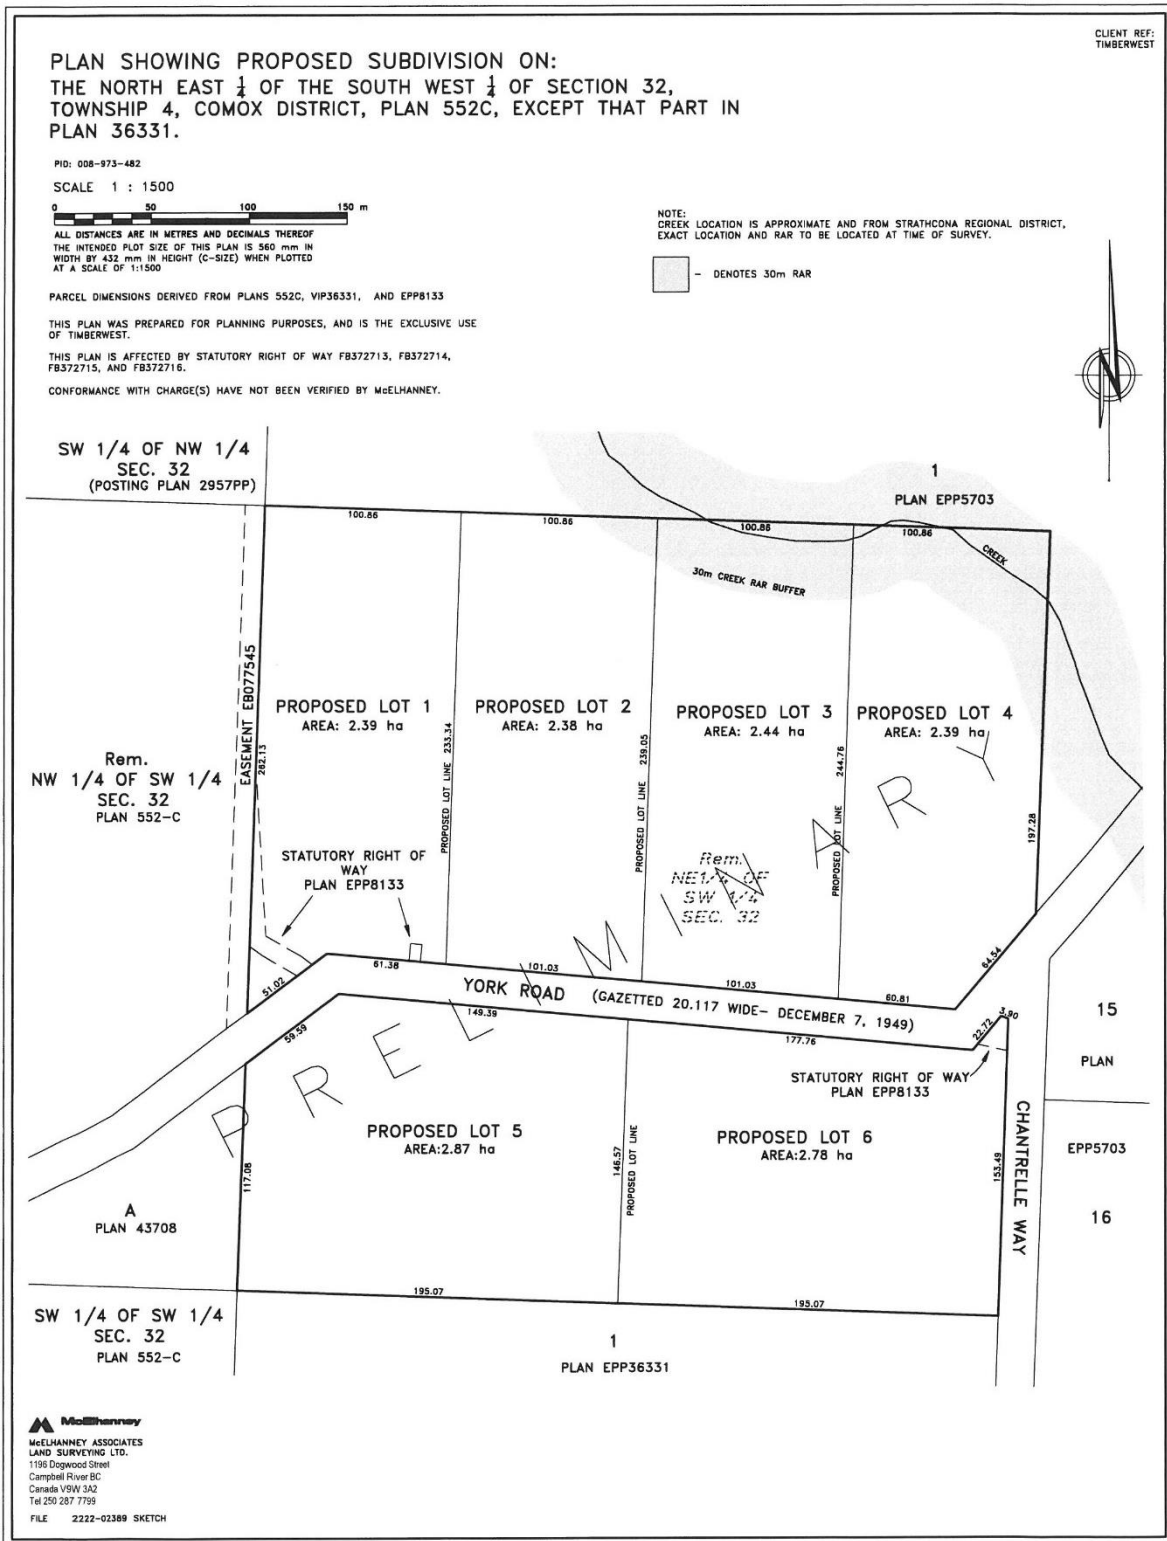 CLIENT REF:
TIMBERWEST
PLAN SHOWING PROPOSED SUBDIVISION ON:
THE NORTH EAST 1/4 OF THE SOUTH WEST 1/4 OF SECTION 32,
TOWNSHIP 4, COMOX DISTRICT, PLAN 552C, EXCEPT THAT PART IN
PLAN 36331.
PID: 008-973-482
SCALE 1 : 1500
0 50 100 150 m
ALL DISTANCES ARE IN METRES AND DECIMALS THEREOF
THE INTENDED PLOT SIZE OF THIS PLAN IS 560 mm IN
WIDTH BY 432 mm IN HEIGHT (C-SIZE) WHEN PLOTTED
AT A SCALE OF 1:1500
NOTE:
CREEK LOCATION IS APPROXIMATE AND FROM STRATHCONA REGIONAL DISTRICT,
EXACT LOCATION AND RAR TO BE LOCATED AT TIME OF SURVEY.
- DENOTES 30m RAR
PARCEL DIMENSIONS DERIVED FROM PLANS 552C, VIP36331, AND EPP8133
THIS PLAN WAS PREPARED FOR PLANNING PURPOSES, AND IS THE EXCLUSIVE USE
OF TIMBERWEST.
THIS PLAN IS AFFECTED BY STATUTORY RIGHT OF WAY FB372713, FB372714,
FB372715, AND FB372716.
CONFORMANCE WITH CHARGE(S) HAVE NOT BEEN VERIFIED BY McELHANNEY.
N
SW 1/4 OF NW 1/4
SEC. 32
(POSTING PLAN 2957PP)
1
PLAN EPP5703
100.86
100.86
100.86
100.86
CREEK
30m CREEK RAR BUFFER
EASEMENT EB077545
262.13
PROPOSED LOT 1
AREA: 2.39 ha
PROPOSED LOT LINE 233.34
PROPOSED LOT 2
AREA: 2.38 ha
PROPOSED LOT LINE 239.05
PROPOSED LOT 3
AREA: 2.44 ha
PROPOSED LOT LINE 244.76
PROPOSED LOT 4
AREA: 2.39 ha
197.28
Rem.
NW 1/4 OF SW 1/4
SEC. 32
PLAN 552-C
STATUTORY RIGHT OF
WAY
PLAN EPP8133
Rem.
NE1/4 OF
SW 1/4
SEC. 32
PRELIMINARY
51.02
61.38
101.03
101.03
60.81
64.54
YORK ROAD (GAZETTED 20.117 WIDE- DECEMBER 7, 1949)
59.59
149.39
177.76
22.72
3.90
STATUTORY RIGHT OF WAY
PLAN EPP8133
15
PLAN
EPP5703
16
PROPOSED LOT 5
AREA:2.87 ha
146.57
PROPOSED LOT LINE
PROPOSED LOT 6
AREA:2.78 ha
117.08
153.49
CHANTRELLE WAY
A
PLAN 43708
195.07
195.07
SW 1/4 OF SW 1/4
SEC. 32
PLAN 552-C
1
PLAN EPP36331
McElhanney
McELHANNEY ASSOCIATES
LAND SURVEYING LTD.
1196 Dogwood Street
Campbell River BC
Canada V9W 3A2
Tel 250 287 7799
FILE 2222-02389 SKETCH